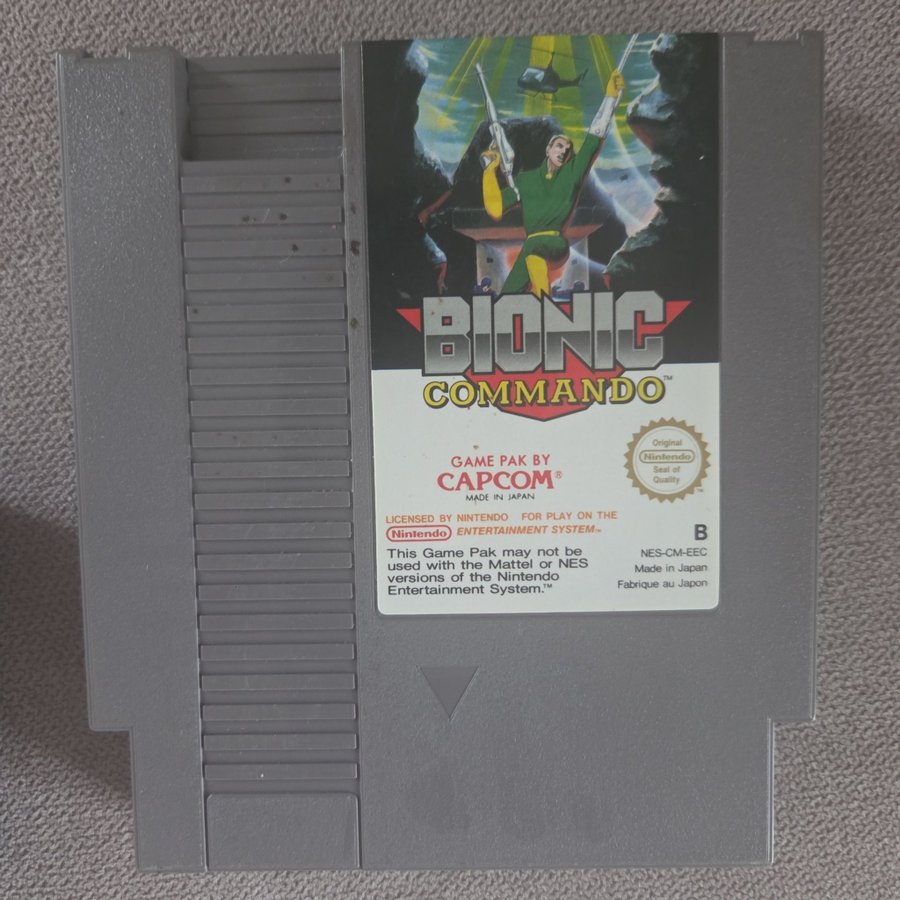 BIONIC
COMMANDO™
GAME PAK BY
CAPCOM®
MADE IN JAPAN
Original
Nintendo
Seal of
Quality
TM
LICENSED BY NINTENDO FOR PLAY ON THE
Nintendo ENTERTAINMENT SYSTEM™
This Game Pak may not be
used with the Mattel or NES
versions of the Nintendo
Entertainment System.™
B
NES-CM-EEC
Made in Japan
Fabrique au Japon